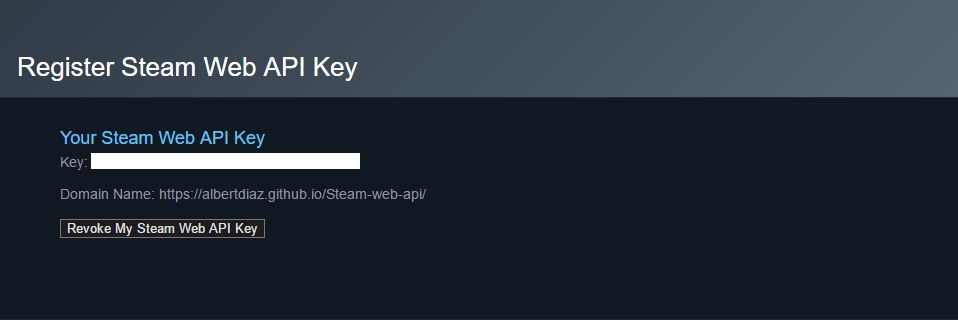 Register Steam Web API Key
Your Steam Web API Key
Key:
Domain Name: https://albertdiaz.github.io/Steam-web-api/
Revoke My Steam Web API Key